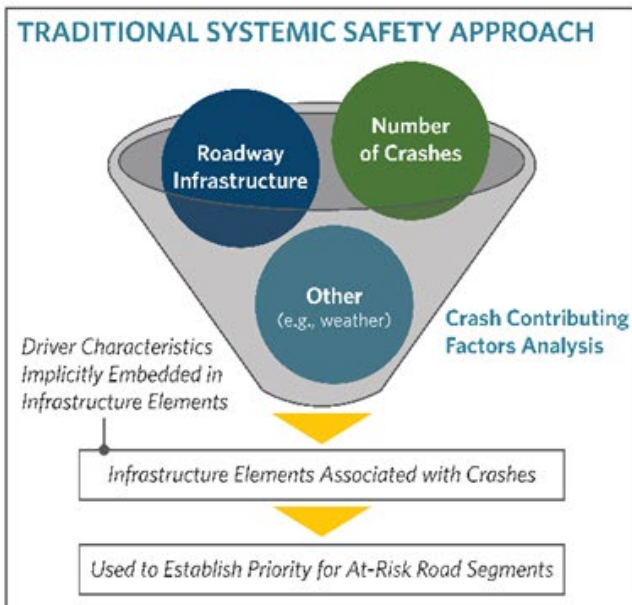 TRADITIONAL SYSTEMIC SAFETY APPROACH
Roadway
Infrastructure
Number
of Crashes
Other
(e.g., weather)
Crash Contributing
Factors Analysis
Driver Characteristics
Implicitly Embedded in
Infrastructure Elements
Infrastructure Elements Associated with Crashes
Used to Establish Priority for At-Risk Road Segments